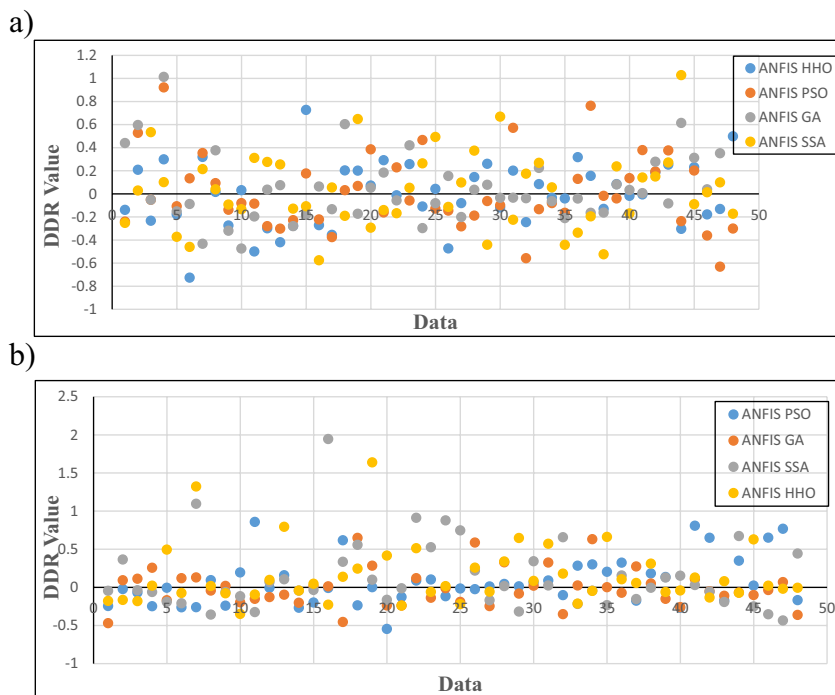 a)
1.2
1
0.8
0.6
0.4
0.2
0
-0.2
-0.4
-0.6
-0.8
-1
DDR Value
0 5 10 15 20 25 30 35 40 45 50
Data
ANFIS HHO
ANFIS PSO
ANFIS GA
ANFIS SSA
b)
2.5
2
1.5
1
0.5
0
-0.5
-1
DDR Value
0 5 10 15 20 25 30 35 40 45 50
Data
ANFIS PSO
ANFIS GA
ANFIS SSA
ANFIS HHO